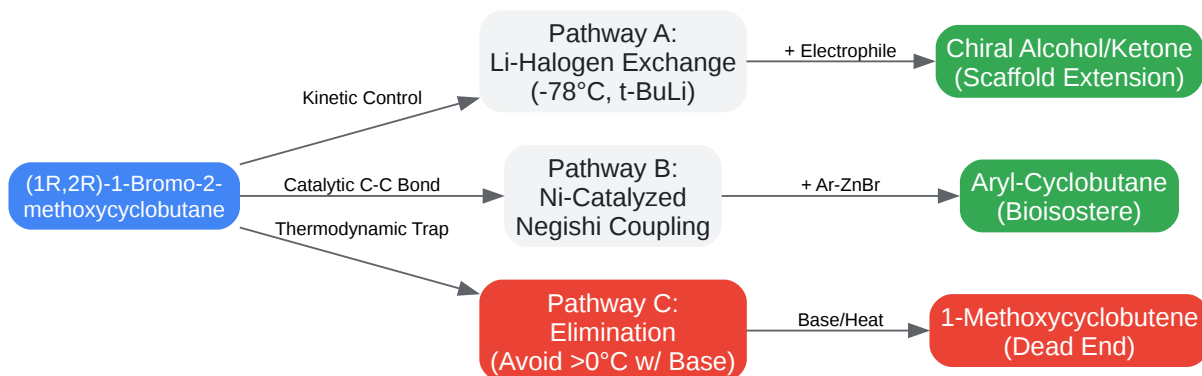 (1R,2R)-1-Bromo-2-
methoxycyclobutane
Kinetic Control
Catalytic C-C Bond
Thermodynamic Trap
Pathway A:
Li-Halogen Exchange
(-78°C, t-BuLi)
+ Electrophile
Chiral Alcohol/Ketone
(Scaffold Extension)
Pathway B:
Ni-Catalyzed
Negishi Coupling
+ Ar-ZnBr
Aryl-Cyclobutane
(Bioisostere)
Pathway C:
Elimination
(Avoid >0°C w/ Base)
Base/Heat
1-Methoxycyclobutene
(Dead End)